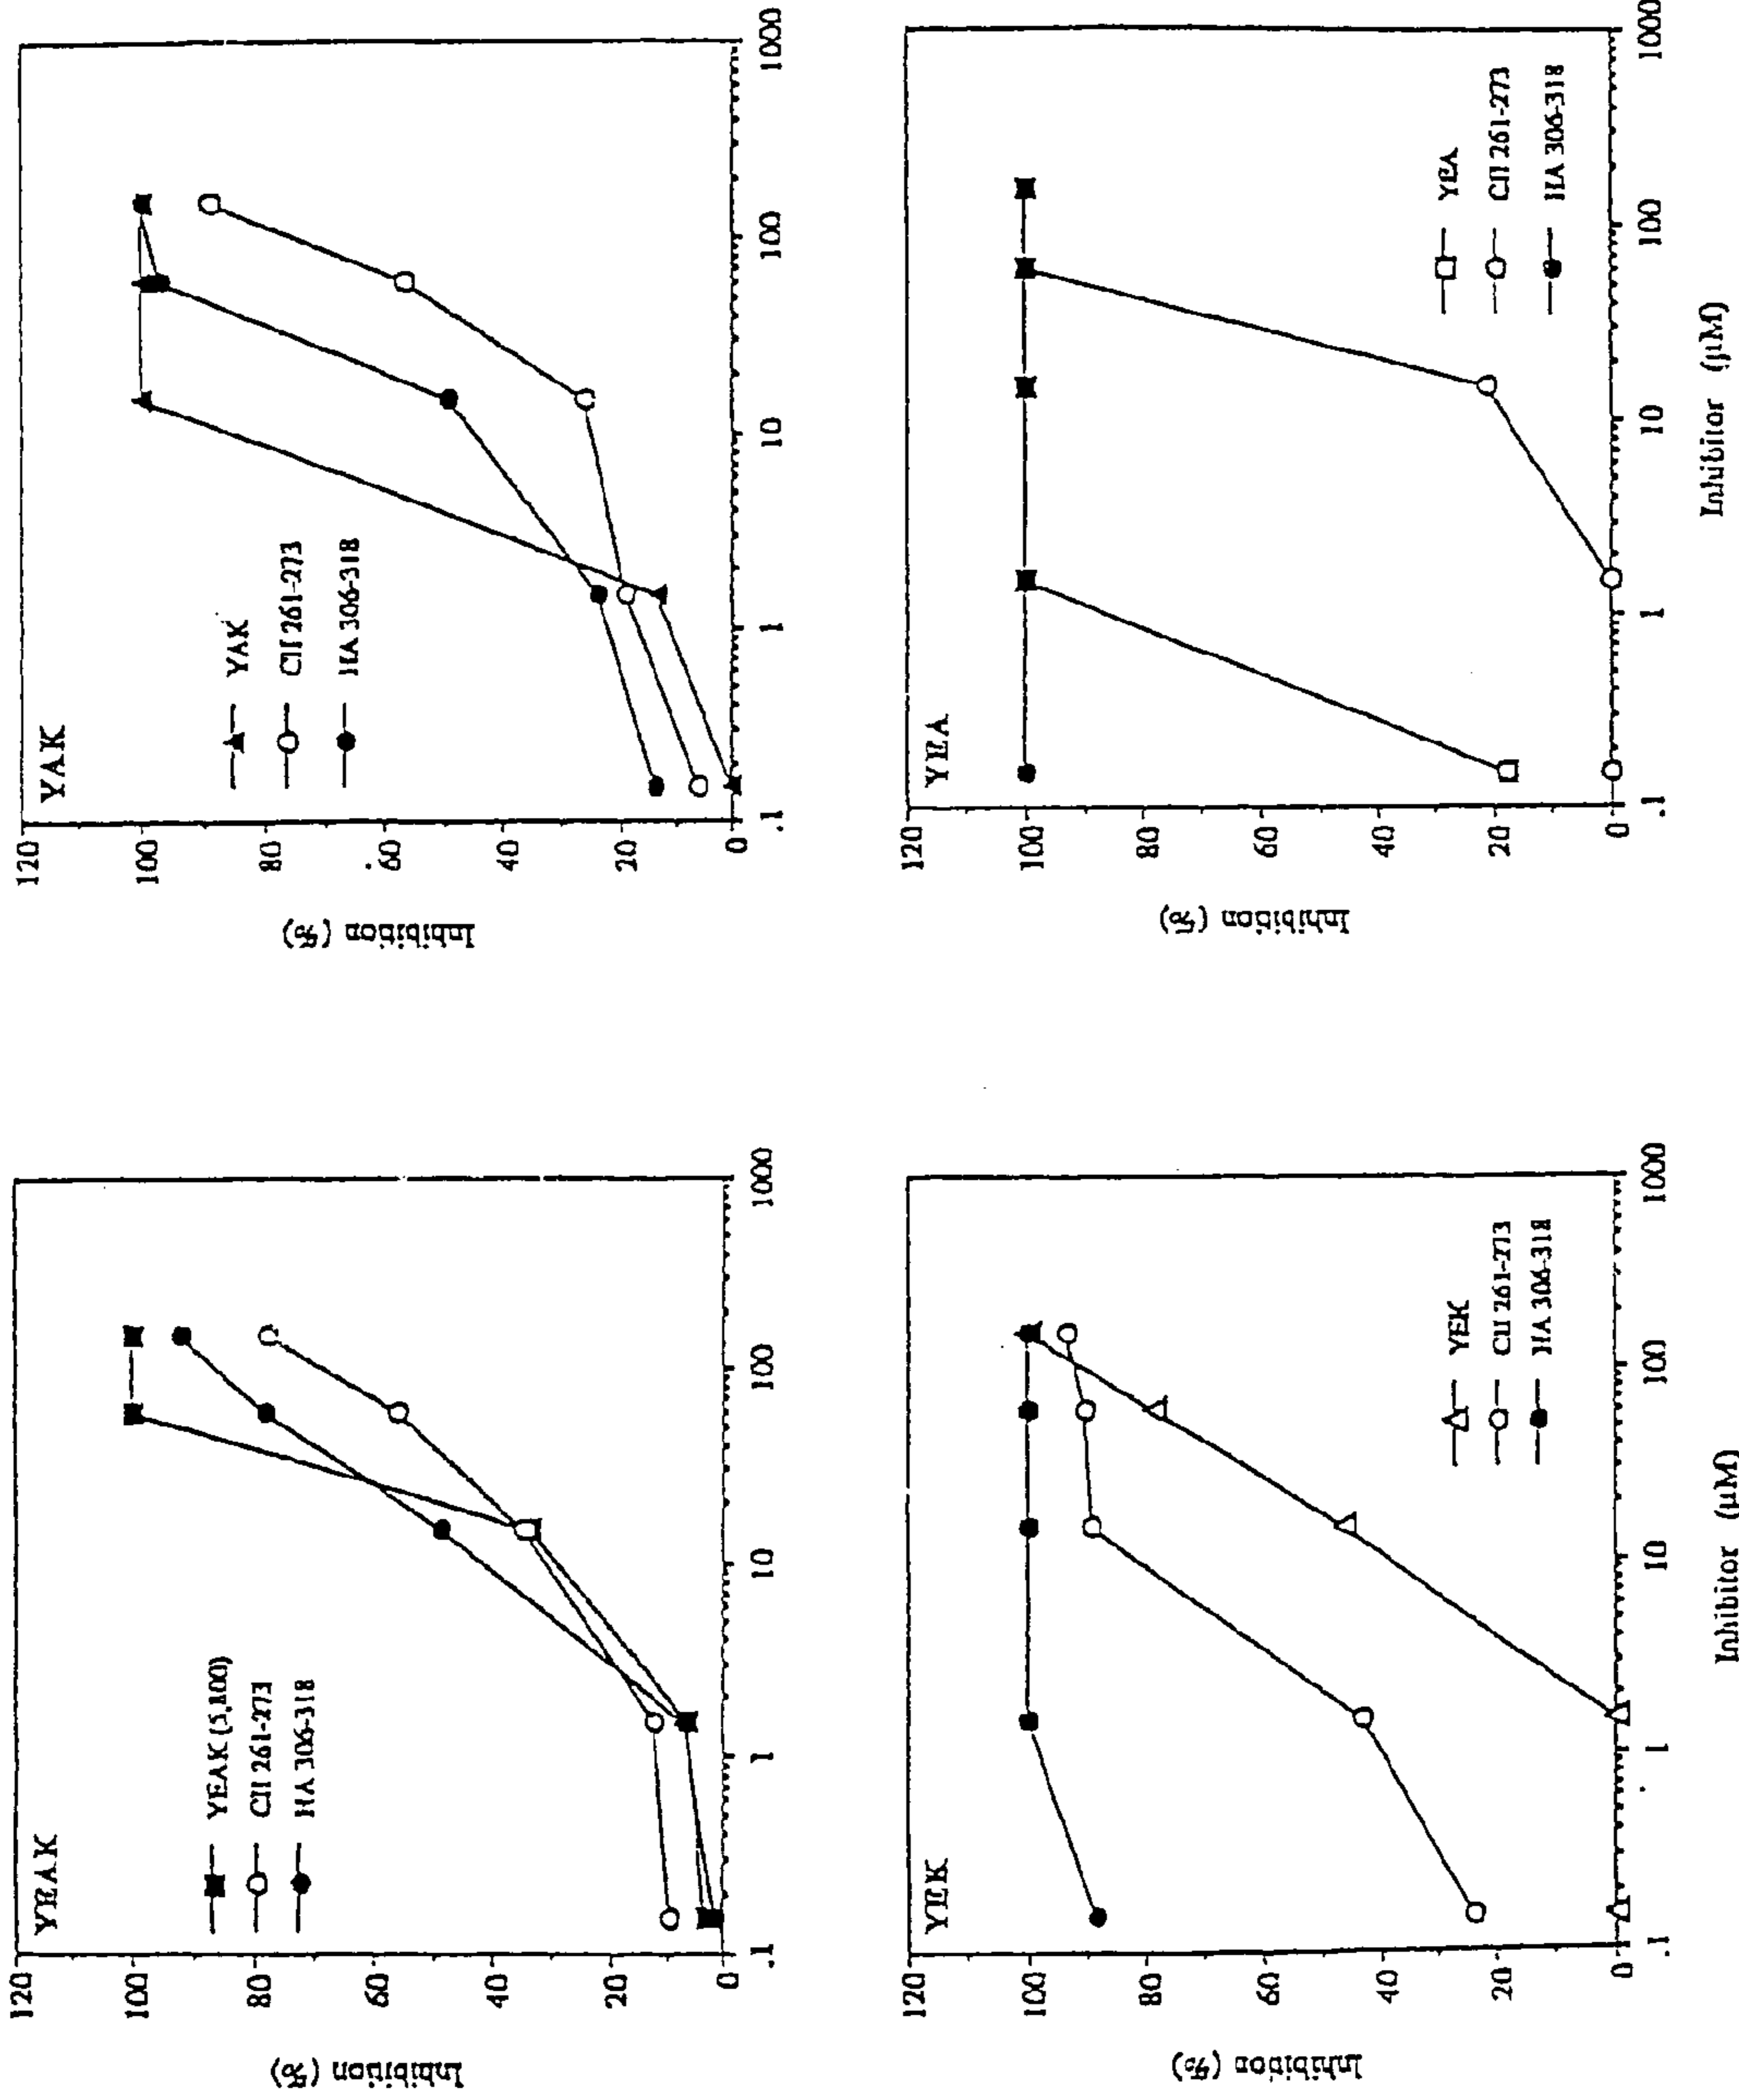 YEAK
YEAK (5,800)
CII 261-273
HA 306-318
Inhibition (%)
120
100
80
60
40
20
0
.1
1
10
100
1000
YAK
YAK
CII 261-273
HA 306-318
Inhibition (%)
120
100
80
60
40
20
0
.1
1
10
100
1000
YEK
YEK
CII 261-273
HA 306-318
Inhibition (%)
120
100
80
60
40
20
0
.1
1
10
100
1000
Inhibitor (µM)
YEA
YEA
CII 261-273
HA 306-318
Inhibition (%)
120
100
80
60
40
20
0
.1
1
10
100
1000
Inhibitor (µM)